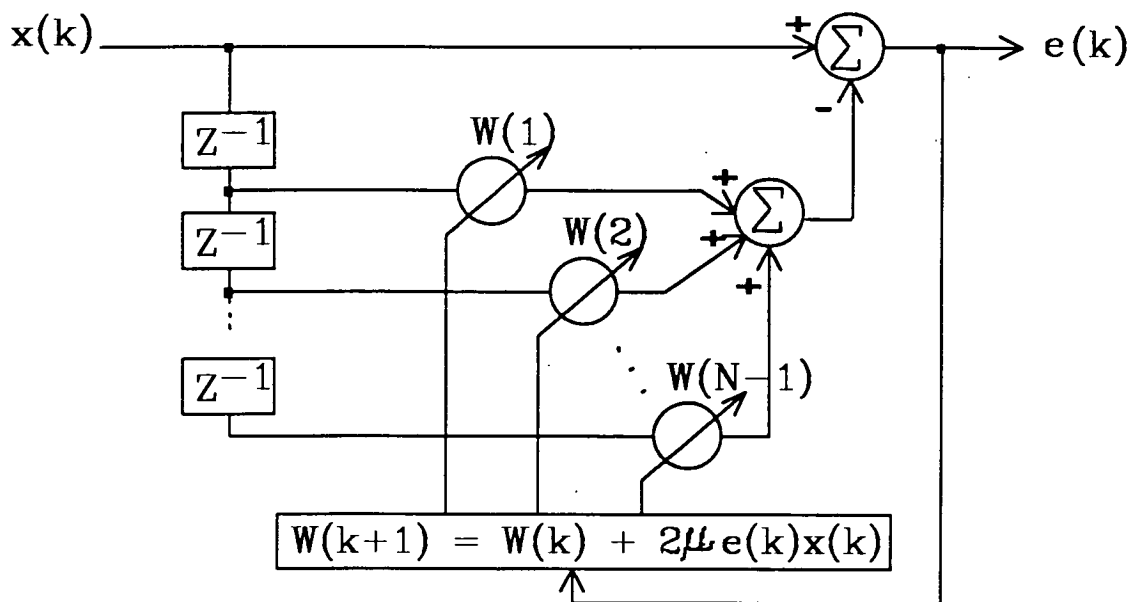 x(k)
+
Σ
e(k)
-
Z⁻¹
W(1)
+
Σ
Z⁻¹
W(2)
+
+
Z⁻¹
W(N-1)
W(k+1) = W(k) + 2μe(k)x(k)